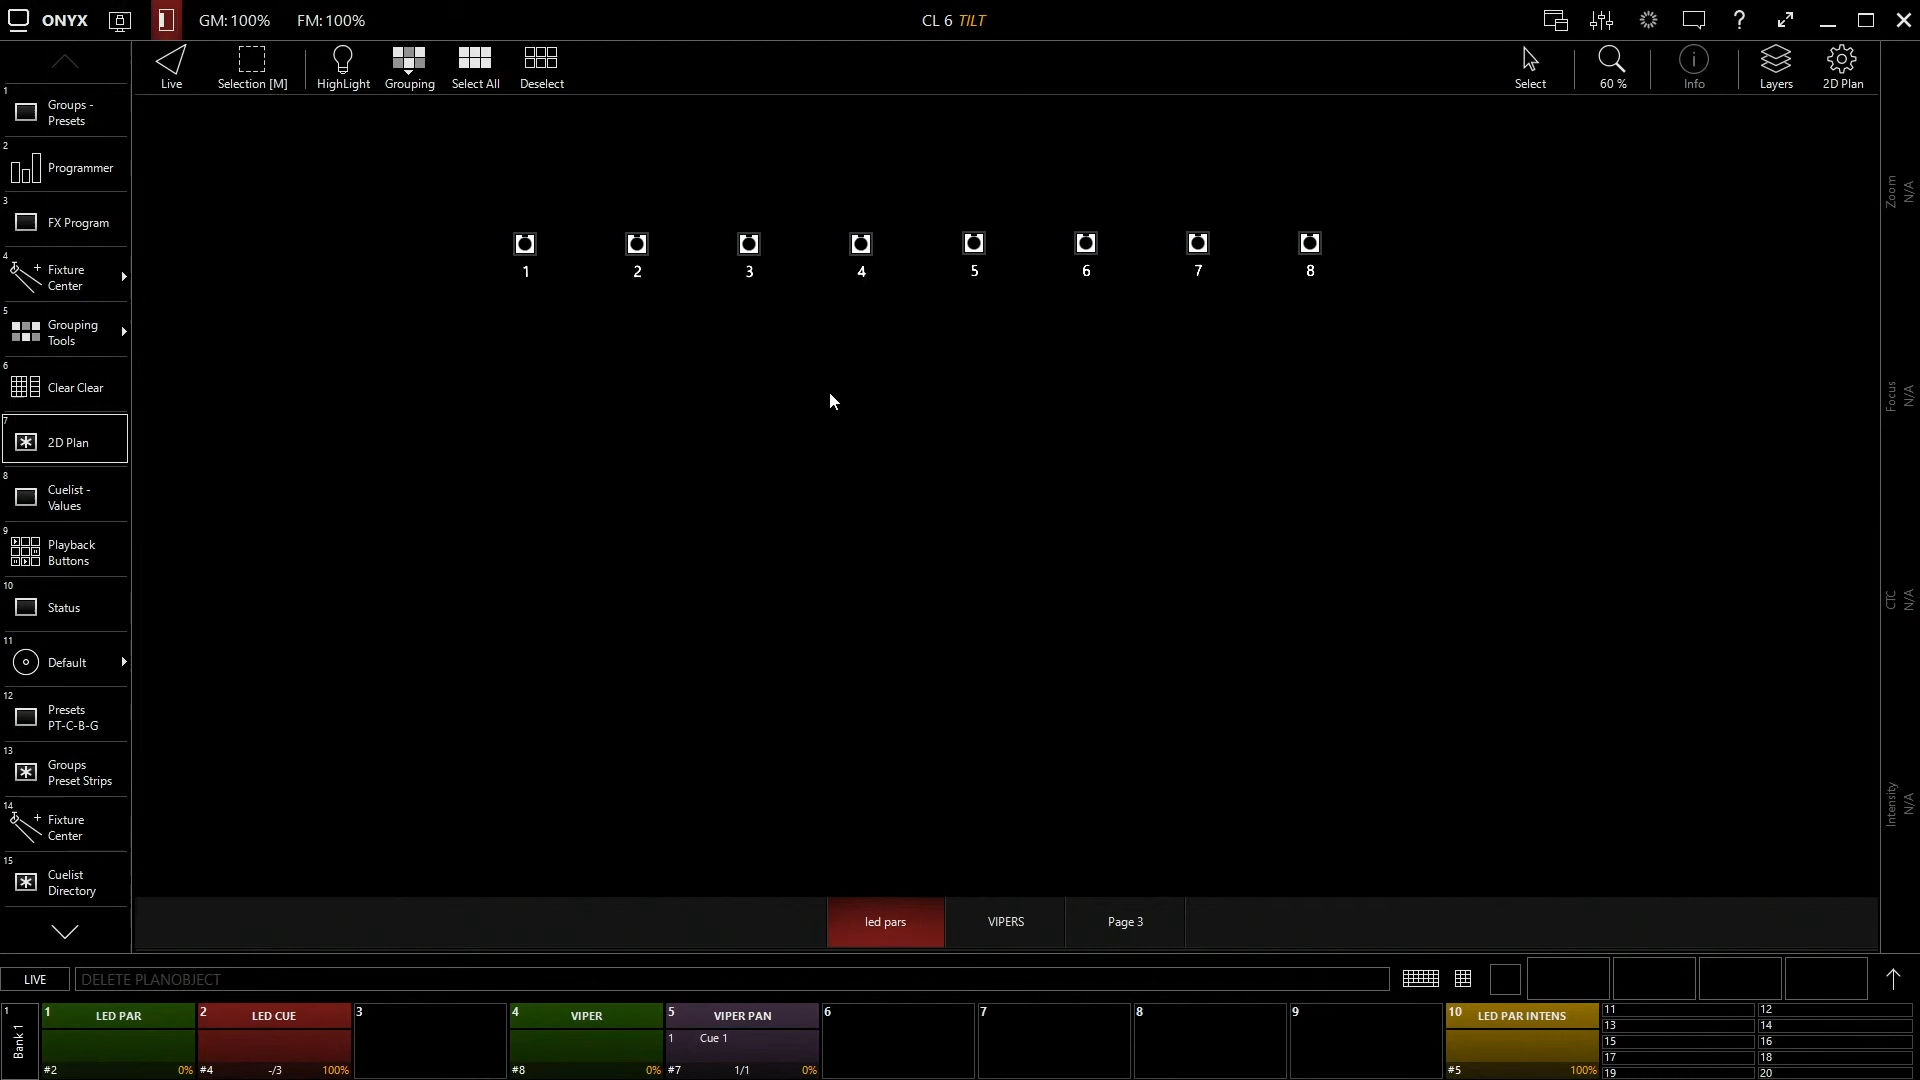 ONYX
GM: 100%
FM: 100%
CL 6 TILT
Live
Selection [M]
HighLight
Grouping
Select All
Deselect
Select
60 %
Info
Layers
2D Plan
1
Groups -
Presets
2
Programmer
3
FX Program
4
Fixture
Center
5
Grouping
Tools
6
Clear Clear
7
2D Plan
8
Cuelist -
Values
9
Playback
Buttons
10
Status
11
Default
12
Presets
PT-C-B-G
13
Groups
Preset Strips
14
Fixture
Center
15
Cuelist
Directory
1 2 3 4 5 6 7 8
Zoom
N/A
Focus
N/A
CTC
N/A
Intensity
N/A
led pars
VIPERS
Page 3
LIVE
DELETE PLANOBJECT
1
Bank 1
1 LED PAR
#2 0%
2 LED CUE
#4 -/3 100%
3
4 VIPER
#8 0%
5 VIPER PAN
1 Cue 1
#7 1/1 0%
6
7
8
9
10 LED PAR INTENS
#5 100%
11 12
13 14
15 16
17 18
19 20